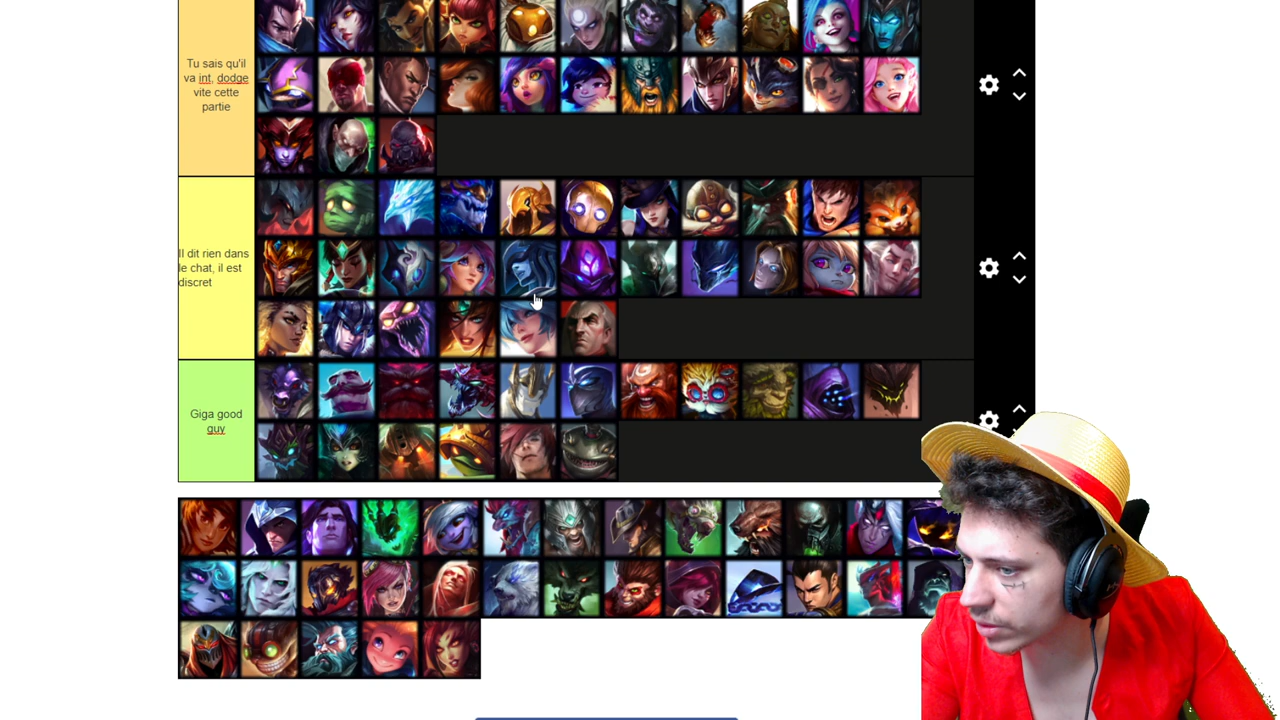 Tu sais qu'il
va int, dodge
vite cette
partie
Il dit rien dans
le chat, il est
discret
Giga good
guy